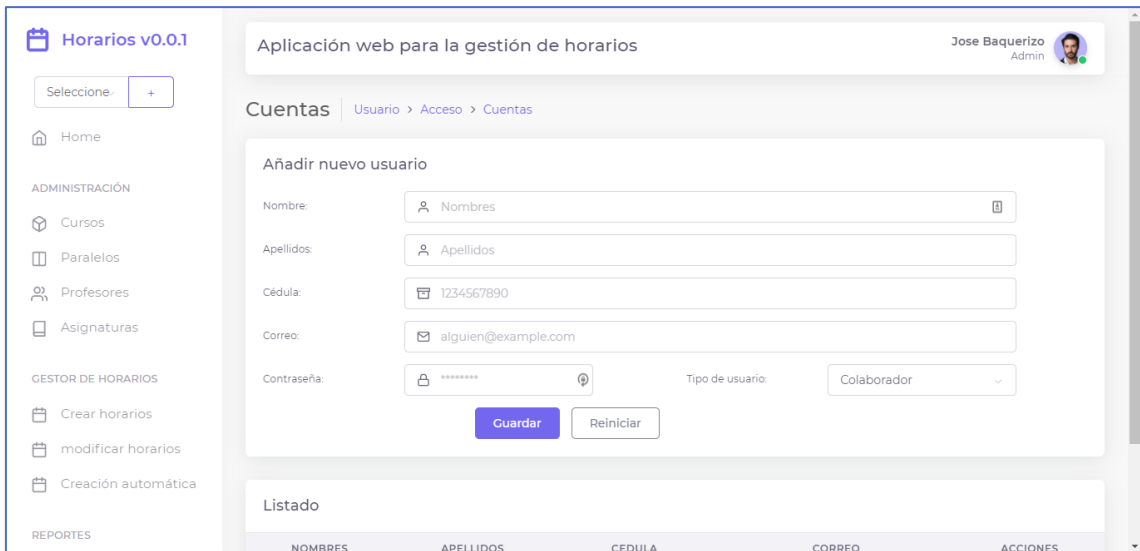 Horarios v0.0.1
Seleccione
+
Home
ADMINISTRACIÓN
Cursos
Paralelos
Profesores
Asignaturas
GESTOR DE HORARIOS
Crear horarios
modificar horarios
Creación automática
REPORTES
Aplicación web para la gestión de horarios
Jose Baquerizo
Admin
Cuentas
Usuario > Acceso > Cuentas
Añadir nuevo usuario
Nombre: Nombres
Apellidos: Apellidos
Cédula: 1234567890
Correo: alguien@example.com
Contraseña: ******** Tipo de usuario: Colaborador
Guardar Reiniciar
Listado
NOMBRES APELLIDOS CEDULA CORREO ACCIONES